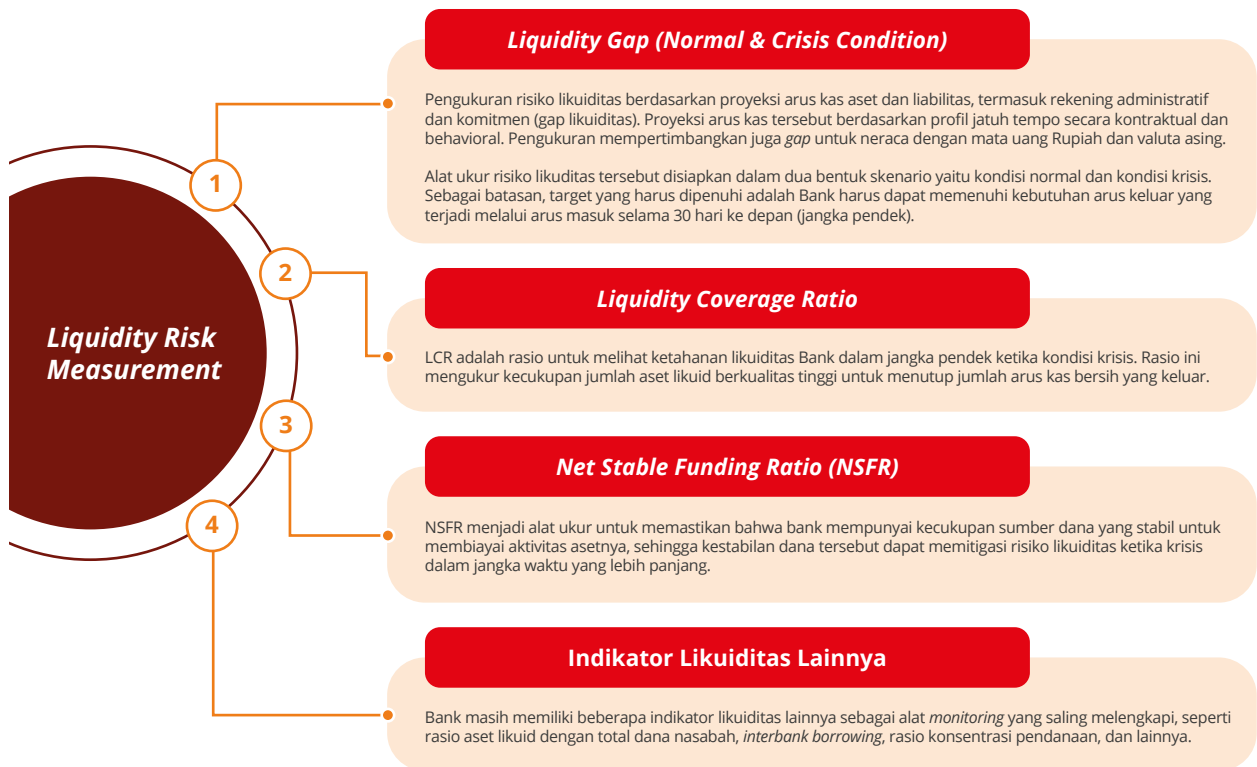 Liquidity Risk
Measurement
1
Liquidity Gap (Normal & Crisis Condition)
Pengukuran risiko likuiditas berdasarkan proyeksi arus kas aset dan liabilitas, termasuk rekening administratif
dan komitmen (gap likuiditas). Proyeksi arus kas tersebut berdasarkan profil jatuh tempo secara kontraktual dan
behavioral. Pengukuran mempertimbangkan juga gap untuk neraca dengan mata uang Rupiah dan valuta asing.
Alat ukur risiko likuditas tersebut disiapkan dalam dua bentuk skenario yaitu kondisi normal dan kondisi krisis.
Sebagai batasan, target yang harus dipenuhi adalah Bank harus dapat memenuhi kebutuhan arus keluar yang
terjadi melalui arus masuk selama 30 hari ke depan (jangka pendek).
2
Liquidity Coverage Ratio
LCR adalah rasio untuk melihat ketahanan likuiditas Bank dalam jangka pendek ketika kondisi krisis. Rasio ini
mengukur kecukupan jumlah aset likuid berkualitas tinggi untuk menutup jumlah arus kas bersih yang keluar.
3
Net Stable Funding Ratio (NSFR)
NSFR menjadi alat ukur untuk memastikan bahwa bank mempunyai kecukupan sumber dana yang stabil untuk
membiayai aktivitas asetnya, sehingga kestabilan dana tersebut dapat memitigasi risiko likuiditas ketika krisis
dalam jangka waktu yang lebih panjang.
4
Indikator Likuiditas Lainnya
Bank masih memiliki beberapa indikator likuiditas lainnya sebagai alat monitoring yang saling melengkapi, seperti
rasio aset likuid dengan total dana nasabah, interbank borrowing, rasio konsentrasi pendanaan, dan lainnya.